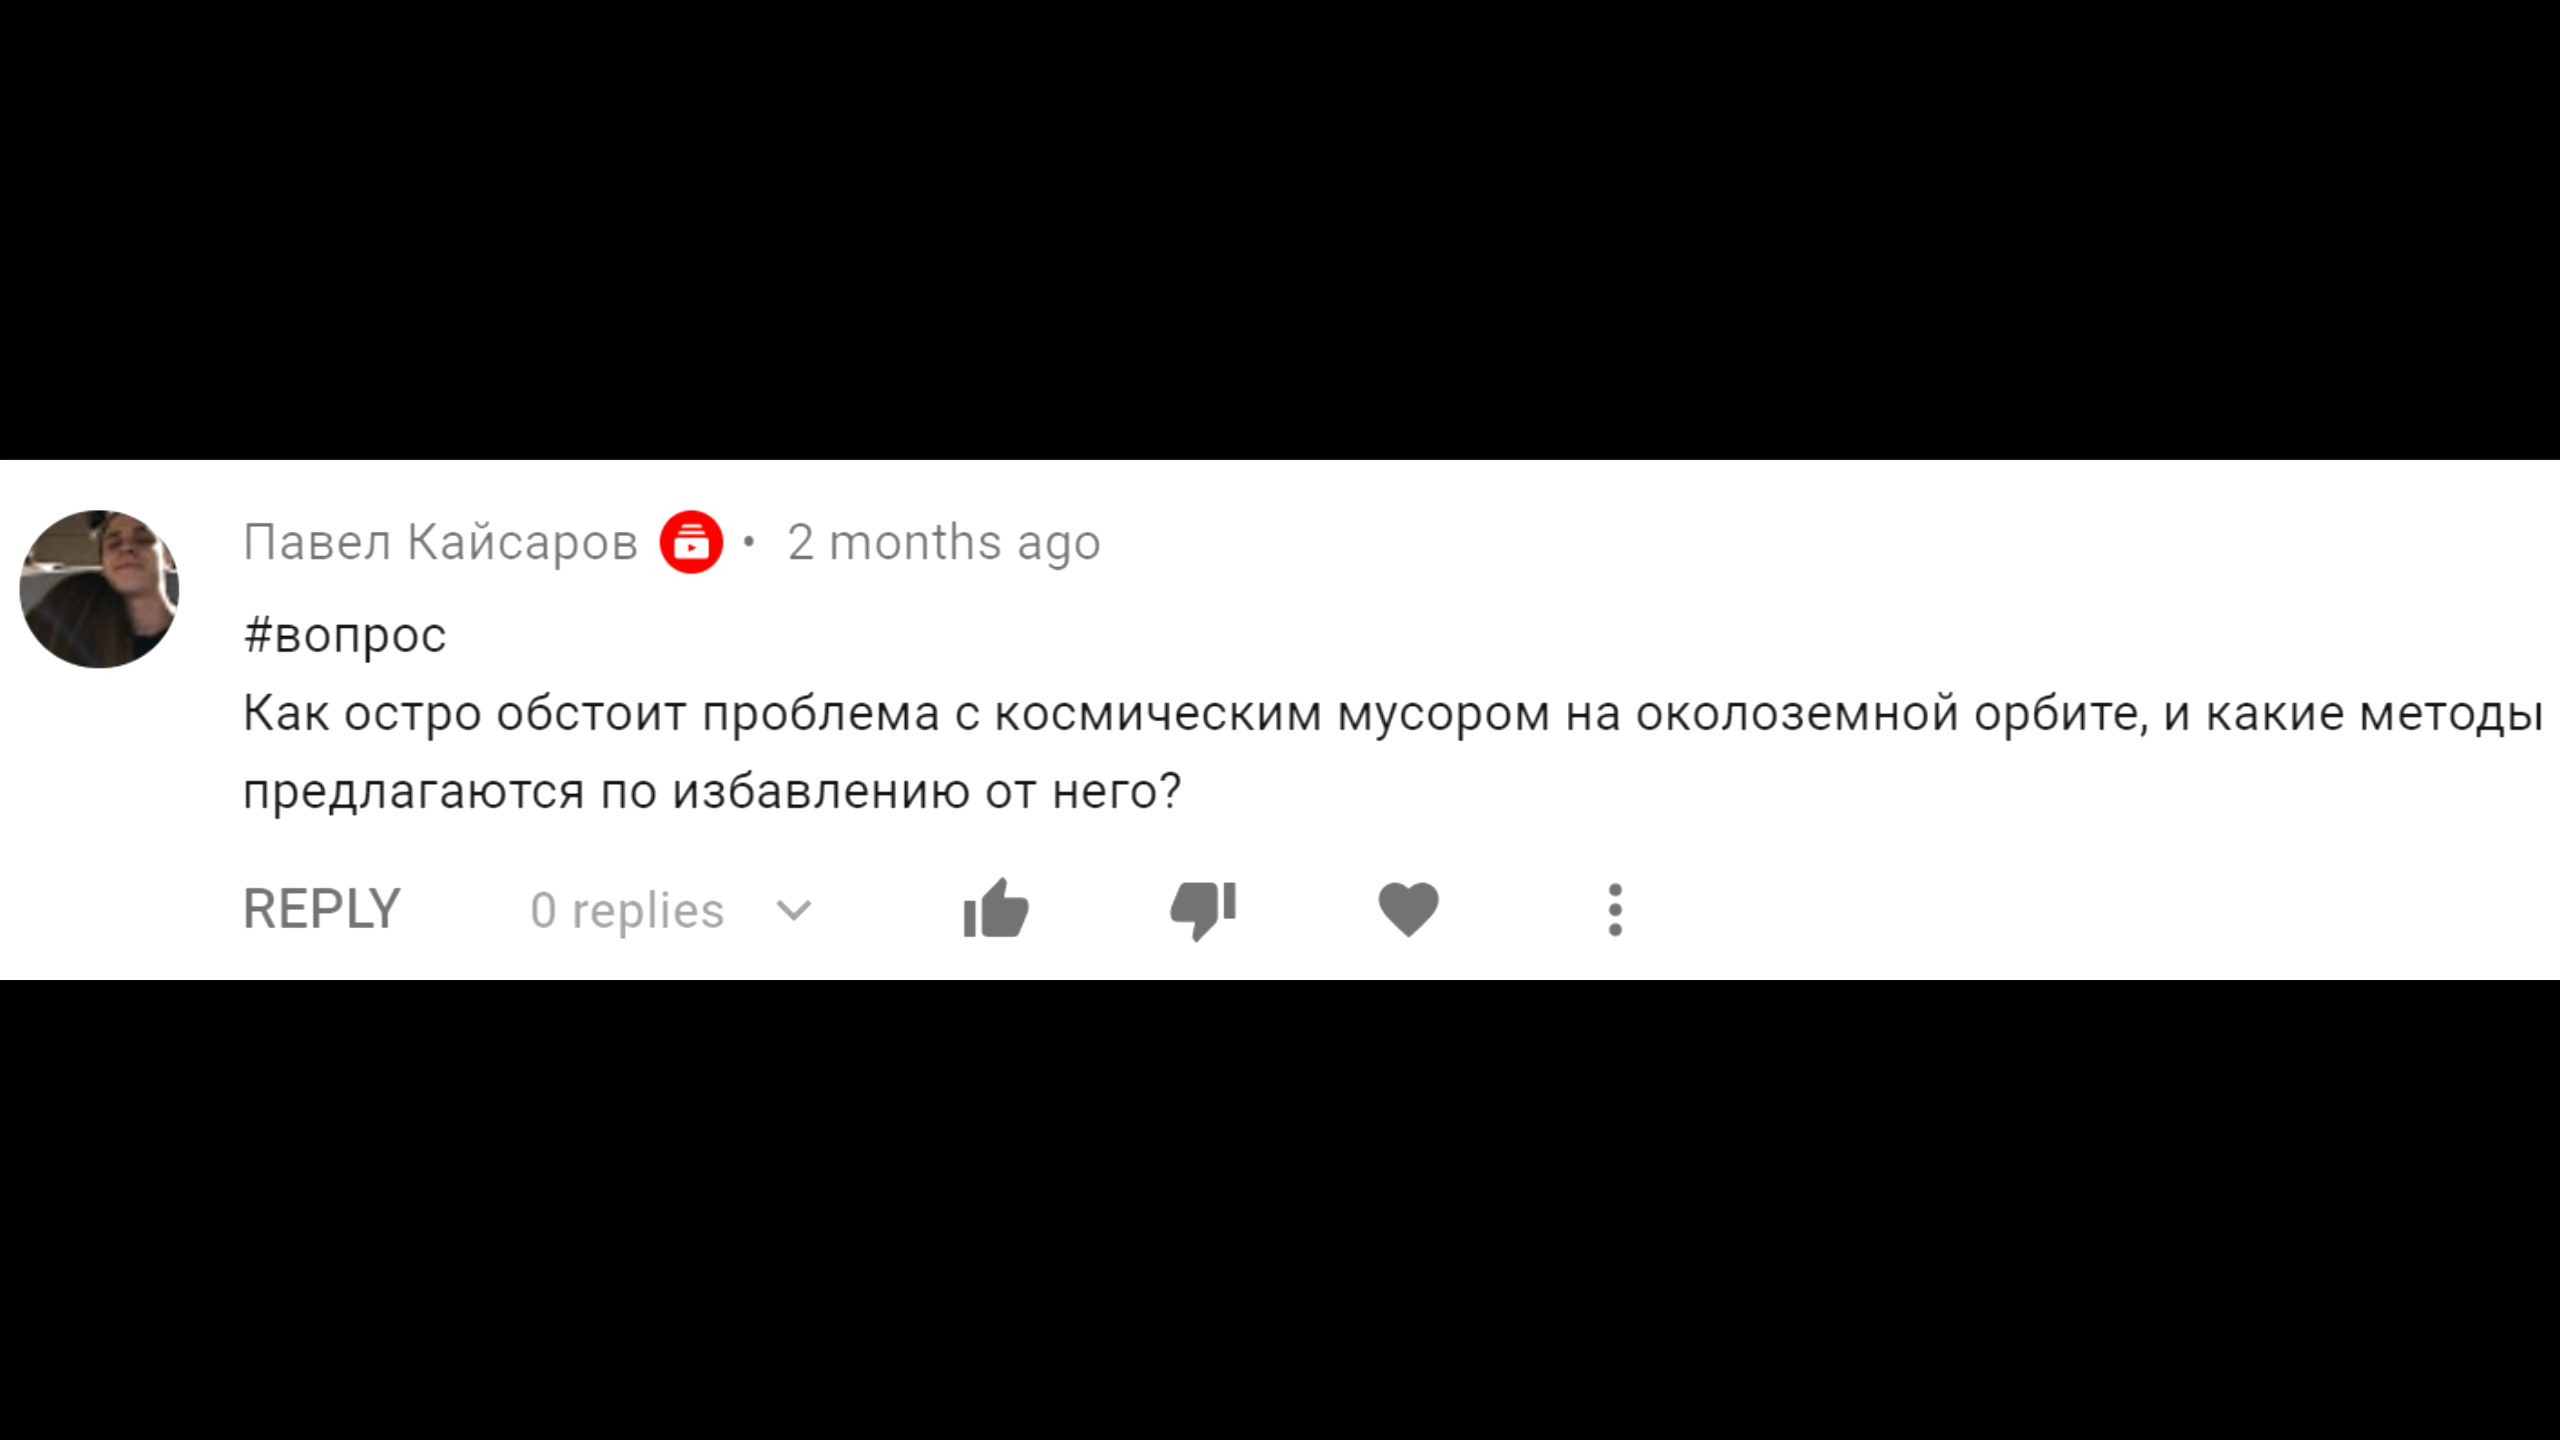 Павел Кайсаров • 2 months ago
#вопрос
Как остро обстоит проблема с космическим мусором на околоземной орбите, и какие методы
предлагаются по избавлению от него?
REPLY 0 replies